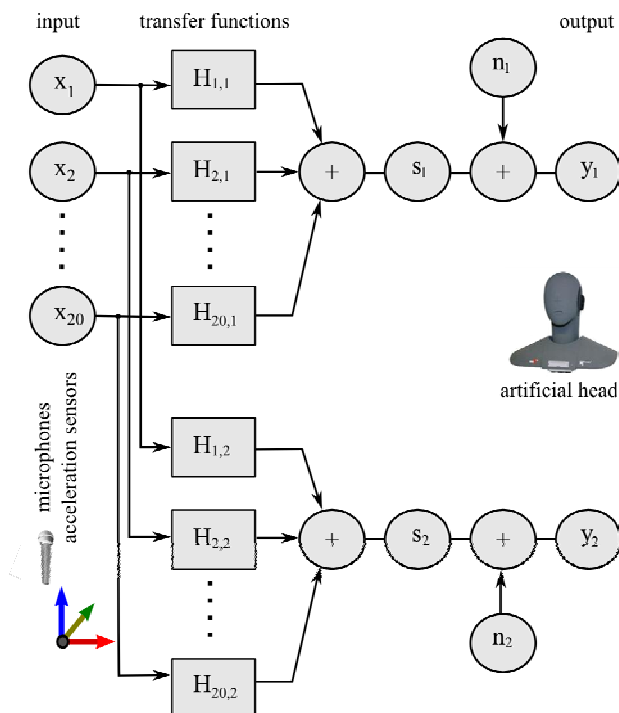 input
transfer functions
output
x1
H1,1
n1
x2
H2,1
+
s1
+
y1
x20
H20,1
artificial head
H1,2
microphones
acceleration sensors
H2,2
+
s2
+
y2
n2
H20,2